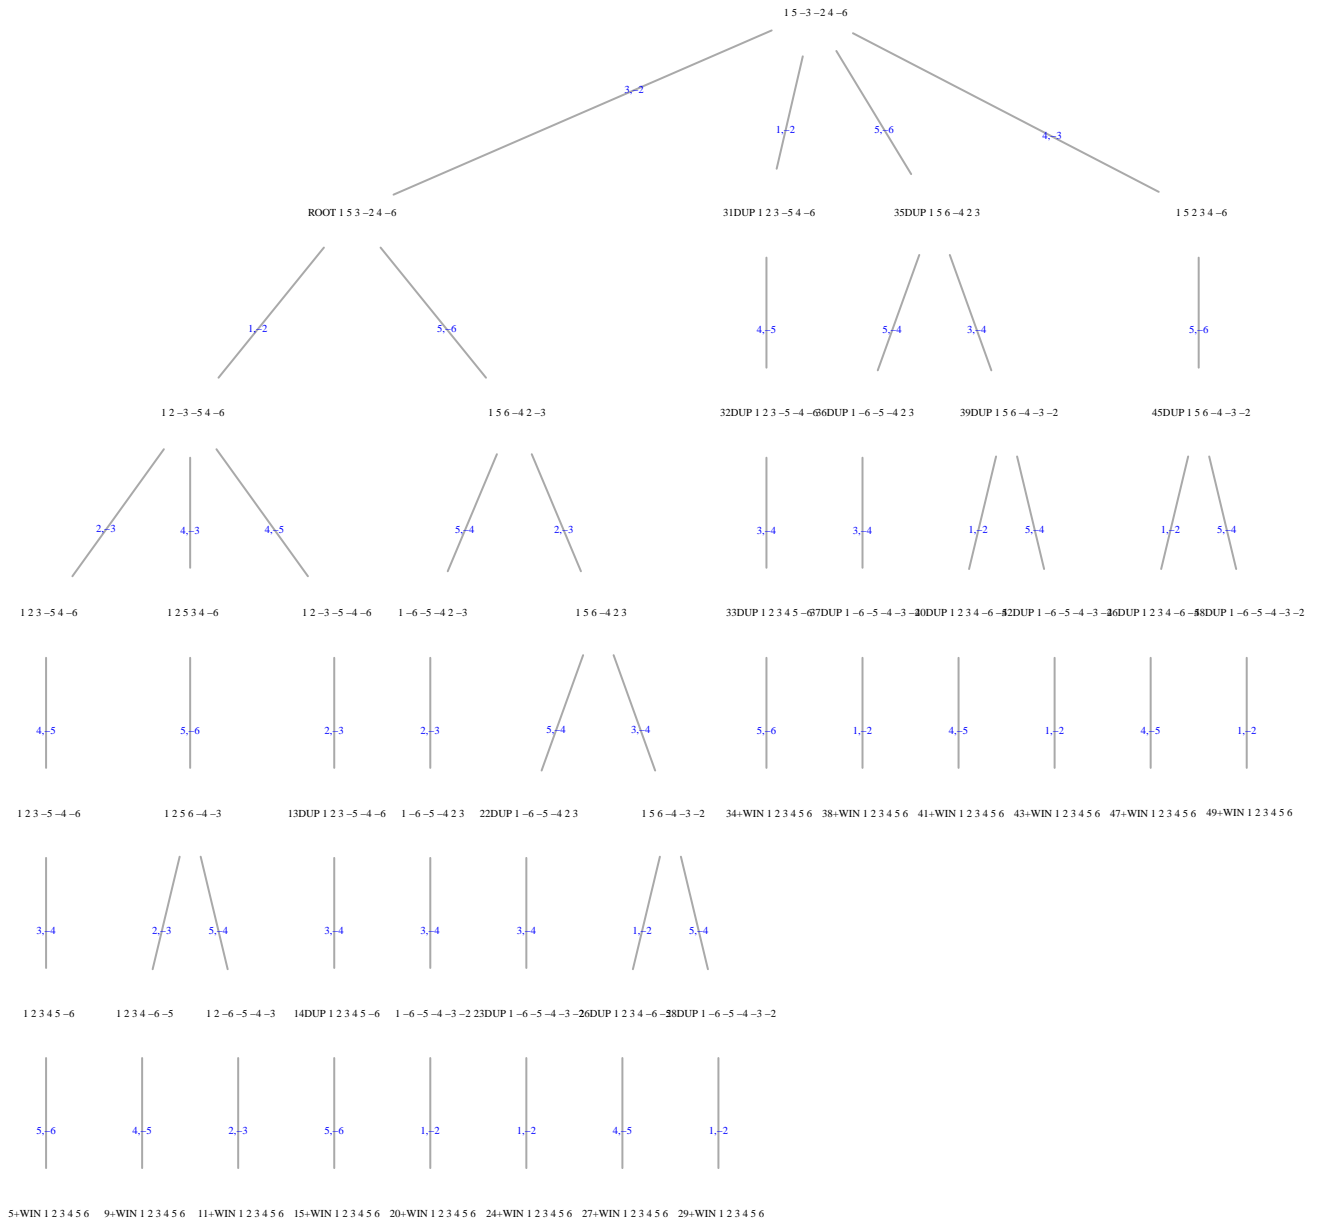 1 5 −3 −2 4 −6
3,−2
1,−2
5,−6
4,−3
ROOT 1 5 3 −2 4 −6
31DUP 1 2 3 −5 4 −6
35DUP 1 5 6 −4 2 3
1 5 2 3 4 −6
1,−2
5,−6
4,−5
5,−4
3,−4
5,−6
1 2 −3 −5 4 −6
1 5 6 −4 2 −3
32DUP 1 2 3 −5 −4 −6
36DUP 1 −6 −5 −4 2 3
39DUP 1 5 6 −4 −3 −2
45DUP 1 5 6 −4 −3 −2
2,−3
4,−3
4,−5
5,−4
2,−3
3,−4
3,−4
1,−2
5,−4
1,−2
5,−4
1 2 3 −5 4 −6
1 2 5 3 4 −6
1 2 −3 −5 −4 −6
1 −6 −5 −4 2 −3
1 5 6 −4 2 3
33DUP 1 2 3 4 5 −6
37DUP 1 −6 −5 −4 −3 −2
40DUP 1 2 3 4 −6 −5
42DUP 1 −6 −5 −4 −3 −2
46DUP 1 2 3 4 −6 −5
48DUP 1 −6 −5 −4 −3 −2
4,−5
5,−6
2,−3
2,−3
5,−4
3,−4
5,−6
1,−2
4,−5
1,−2
4,−5
1,−2
1 2 3 −5 −4 −6
1 2 5 6 −4 −3
13DUP 1 2 3 −5 −4 −6
1 −6 −5 −4 2 3
22DUP 1 −6 −5 −4 2 3
1 5 6 −4 −3 −2
34+WIN 1 2 3 4 5 6
38+WIN 1 2 3 4 5 6
41+WIN 1 2 3 4 5 6
43+WIN 1 2 3 4 5 6
47+WIN 1 2 3 4 5 6
49+WIN 1 2 3 4 5 6
3,−4
2,−3
5,−4
3,−4
3,−4
3,−4
1,−2
5,−4
1 2 3 4 5 −6
1 2 3 4 −6 −5
1 2 −6 −5 −4 −3
14DUP 1 2 3 4 5 −6
1 −6 −5 −4 −3 −2
23DUP 1 −6 −5 −4 −3 −2
26DUP 1 2 3 4 −6 −5
28DUP 1 −6 −5 −4 −3 −2
5,−6
4,−5
2,−3
5,−6
1,−2
1,−2
4,−5
1,−2
5+WIN 1 2 3 4 5 6
9+WIN 1 2 3 4 5 6
11+WIN 1 2 3 4 5 6
15+WIN 1 2 3 4 5 6
20+WIN 1 2 3 4 5 6
24+WIN 1 2 3 4 5 6
27+WIN 1 2 3 4 5 6
29+WIN 1 2 3 4 5 6